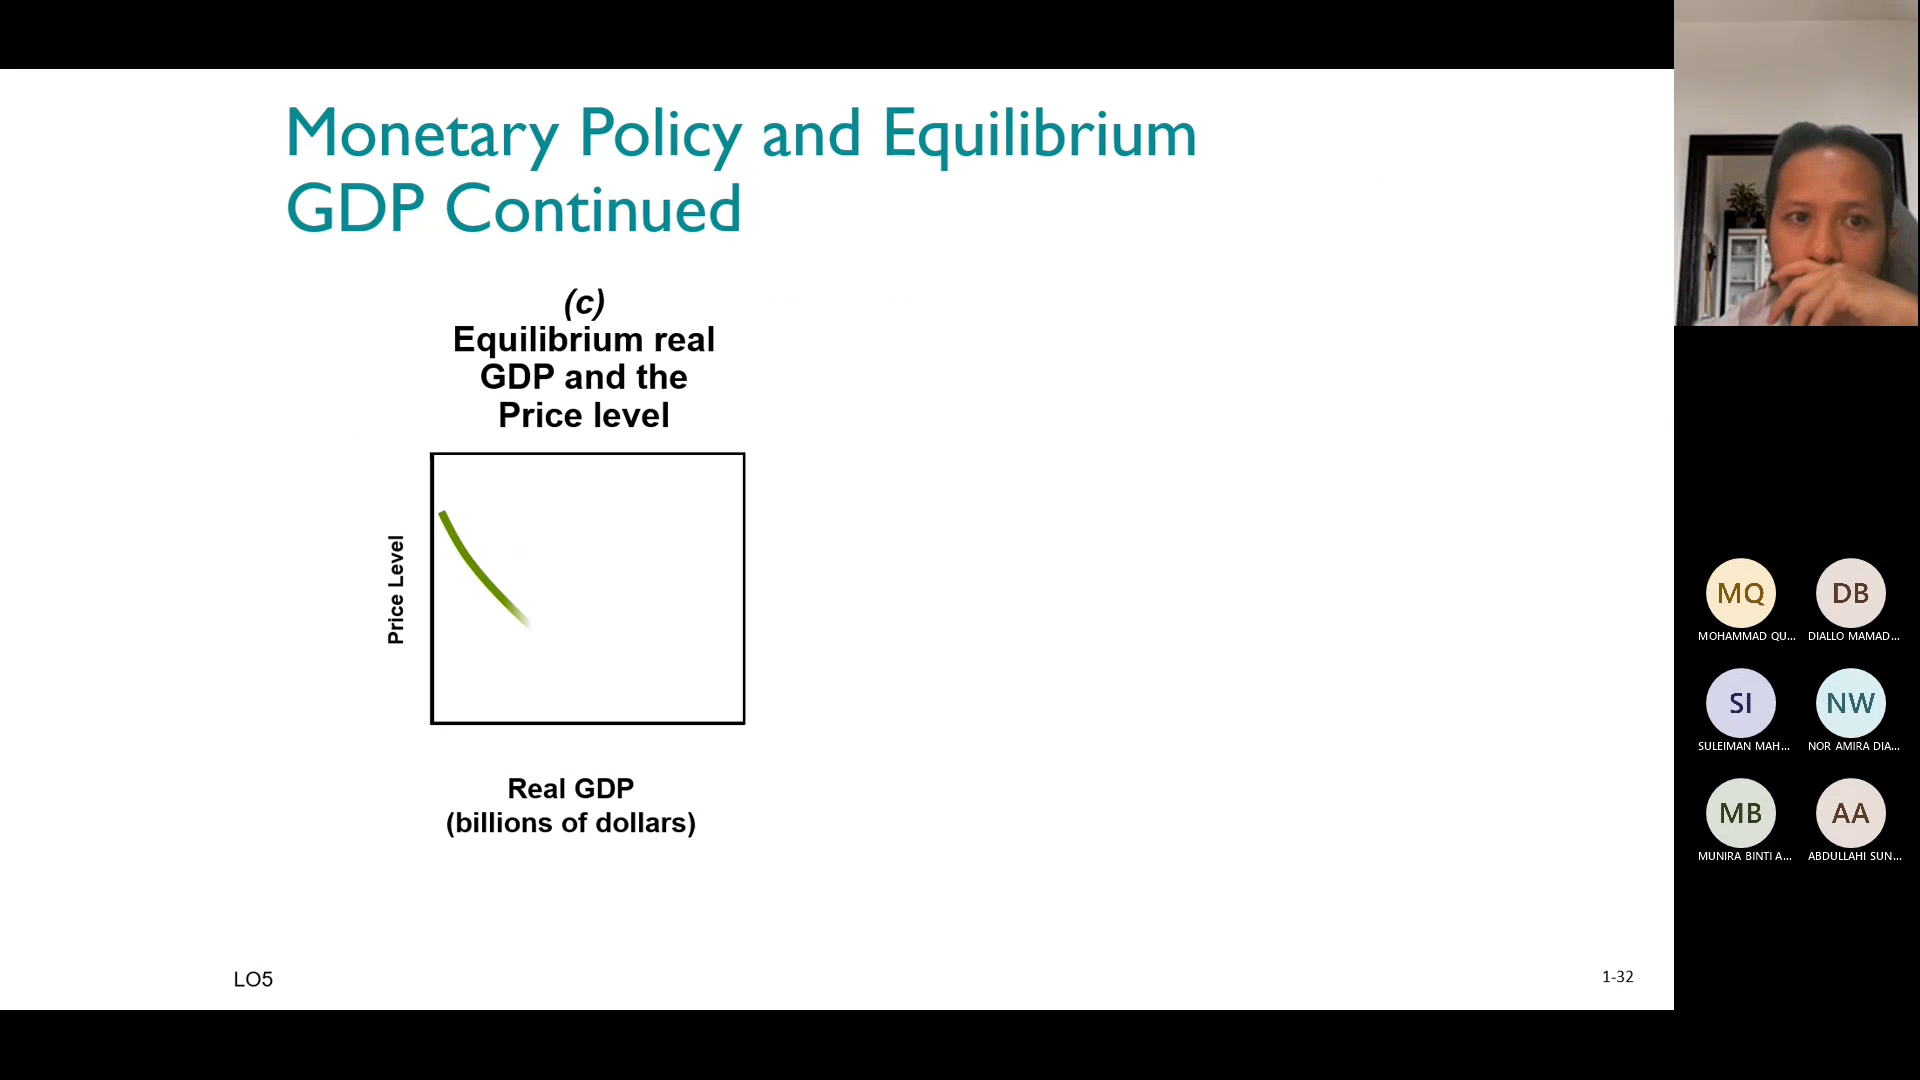 Monetary Policy and Equilibrium
GDP Continued
(c)
Equilibrium real
GDP and the
Price level
Price Level
Real GDP
(billions of dollars)
LO5
1-32
MQ
DB
MOHAMMAD QU...
DIALLO MAMAD...
SI
NW
SULEIMAN MAH...
NOR AMIRA DIA...
MB
AA
MUNIRA BINTI A...
ABDULLAHI SUN...